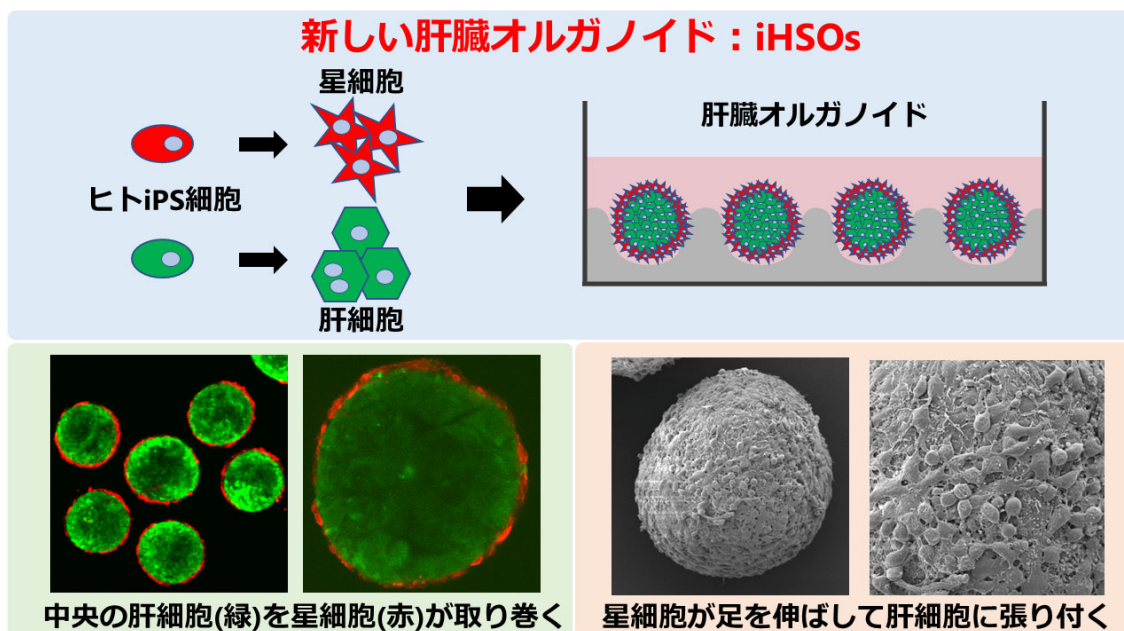 新しい肝臓オルガノイド：iHSOs
星細胞
ヒトiPS細胞
肝細胞
肝臓オルガノイド
中央の肝細胞(緑)を星細胞(赤)が取り巻く
星細胞が足を伸ばして肝細胞に張り付く